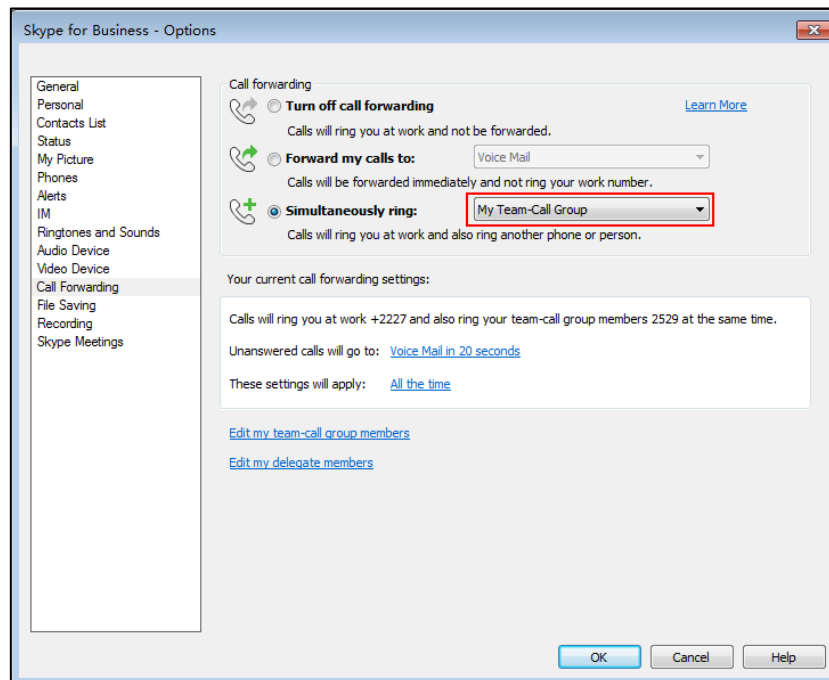 Skype for Business - Options
General
Personal
Contacts List
Status
My Picture
Phones
Alerts
IM
Ringtones and Sounds
Audio Device
Video Device
Call Forwarding
File Saving
Recording
Skype Meetings
Call forwarding
Turn off call forwarding
Learn More
Calls will ring you at work and not be forwarded.
Forward my calls to:
Voice Mail
Calls will be forwarded immediately and not ring your work number.
Simultaneously ring:
My Team-Call Group
Calls will ring you at work and also ring another phone or person.
Your current call forwarding settings:
Calls will ring you at work +2227 and also ring your team-call group members 2529 at the same time.
Unanswered calls will go to: Voice Mail in 20 seconds
These settings will apply: All the time
Edit my team-call group members
Edit my delegate members
OK
Cancel
Help